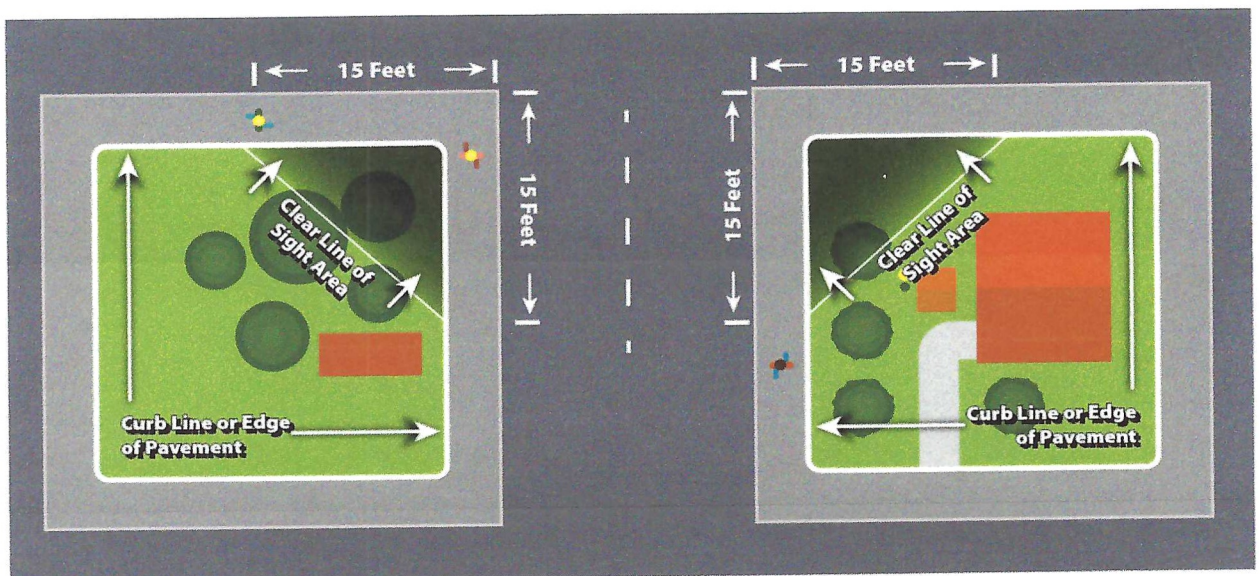 15 Feet
15 Feet
15 Feet
15 Feet
Clear Line of
Sight Area
Clear Line of
Sight Area
Curb Line or Edge
of Pavement
Curb Line or Edge
of Pavement